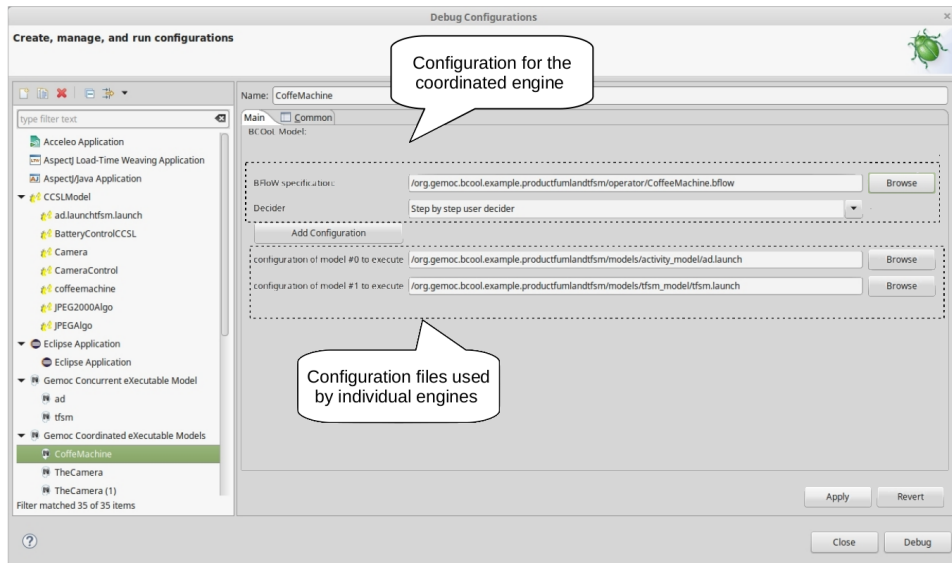 Debug Configurations
Create, manage, and run configurations
Configuration for the
coordinated engine
type filter text
Acceleo Application
AspectJ Load-Time Weaving Application
AspectJ/Java Application
CCSLModel
ad.launchtfsm.launch
BatteryControlCCSL
Camera
CameraControl
coffeemachine
JPEG2000Algo
JPEGAlgo
Eclipse Application
Eclipse Application
Gemoc Concurrent eXecutable Model
ad
tfsm
Gemoc Coordinated eXecutable Models
CoffeMachine
TheCamera
TheCamera (1)
Filter matched 35 of 35 items
Name: CoffeMachine
Main Common
BCOoL Model:
BFloW specification: /org.gemoc.bcool.example.productfumlandtfsm/operator/CoffeeMachine.bflow Browse
Decider Step by step user decider
Add Configuration
configuration of model #0 to execute /org.gemoc.bcool.example.productfumlandtfsm/models/activity_model/ad.launch Browse
configuration of model #1 to execute /org.gemoc.bcool.example.productfumlandtfsm/models/tfsm_model/tfsm.launch Browse
Configuration files used
by individual engines
Apply Revert
Close Debug